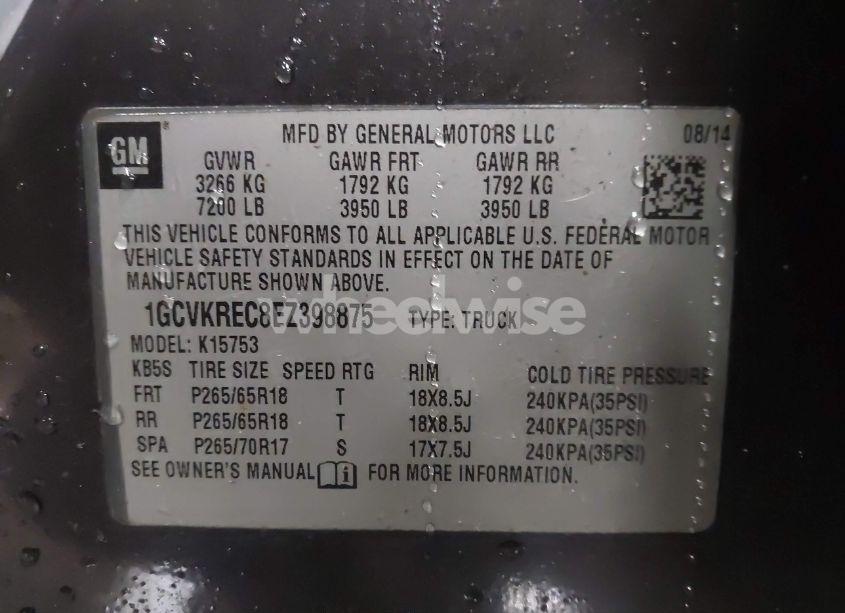 GM
MFD BY GENERAL MOTORS LLC 08/14
GVWR GAWR FRT GAWR RR
3266 KG 1792 KG 1792 KG
7200 LB 3950 LB 3950 LB
THIS VEHICLE CONFORMS TO ALL APPLICABLE U.S. FEDERAL MOTOR
VEHICLE SAFETY STANDARDS IN EFFECT ON THE DATE OF
MANUFACTURE SHOWN ABOVE.
1GCVKREC8EZ398875 TYPE: TRUCK
wheelwise
MODEL: K15753
KB5S TIRE SIZE SPEED RTG RIM COLD TIRE PRESSURE
FRT P265/65R18 T 18X8.5J 240KPA(35PSI)
RR P265/65R18 T 18X8.5J 240KPA(35PSI)
SPA P265/70R17 S 17X7.5J 240KPA(35PSI)
SEE OWNER'S MANUAL FOR MORE INFORMATION.